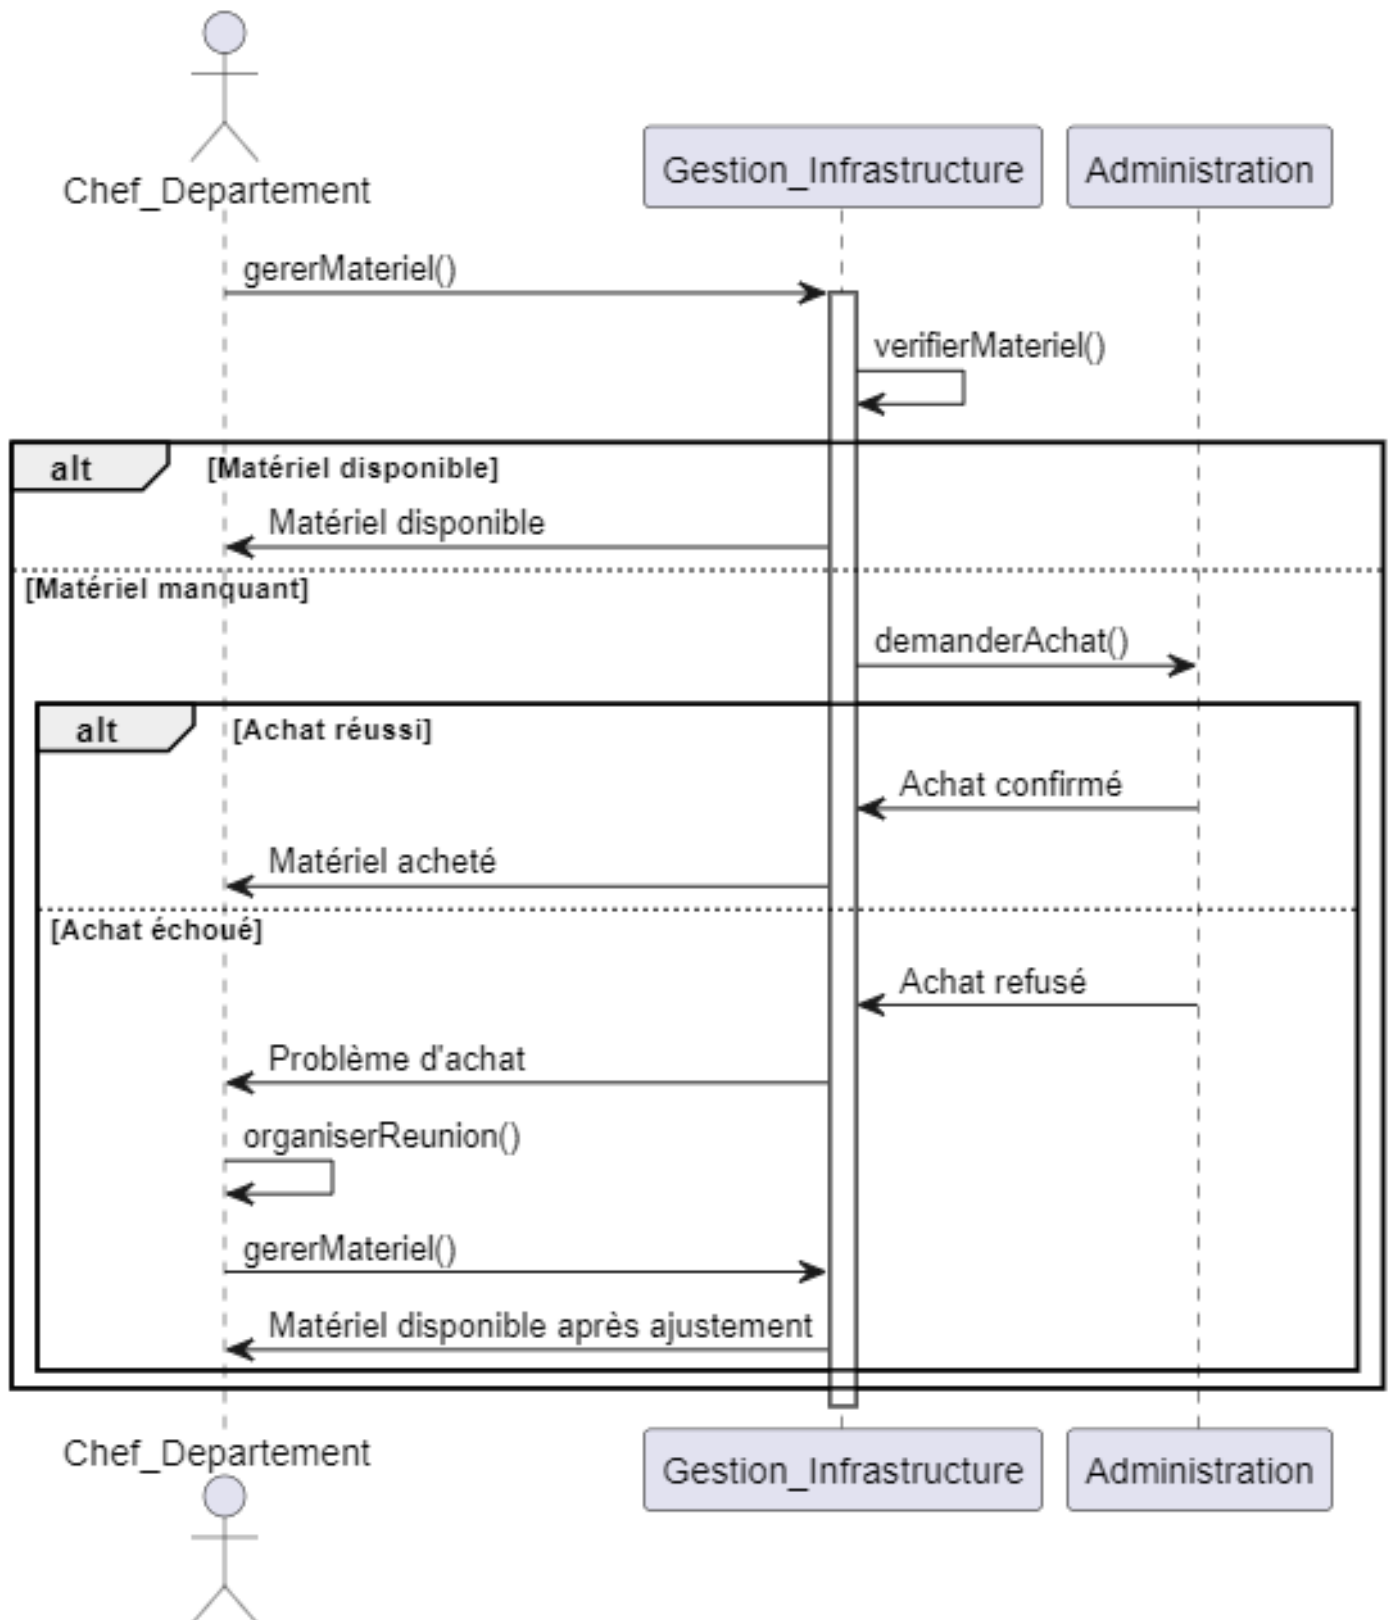 Chef_Departement
Gestion_Infrastructure
Administration
gererMateriel()
verifierMateriel()
alt
[Matériel disponible]
Matériel disponible
[Matériel manquant]
demanderAchat()
alt
[Achat réussi]
Achat confirmé
Matériel acheté
[Achat échoué]
Achat refusé
Problème d'achat
organiserReunion()
gererMateriel()
Matériel disponible après ajustement
Chef_Departement
Gestion_Infrastructure
Administration